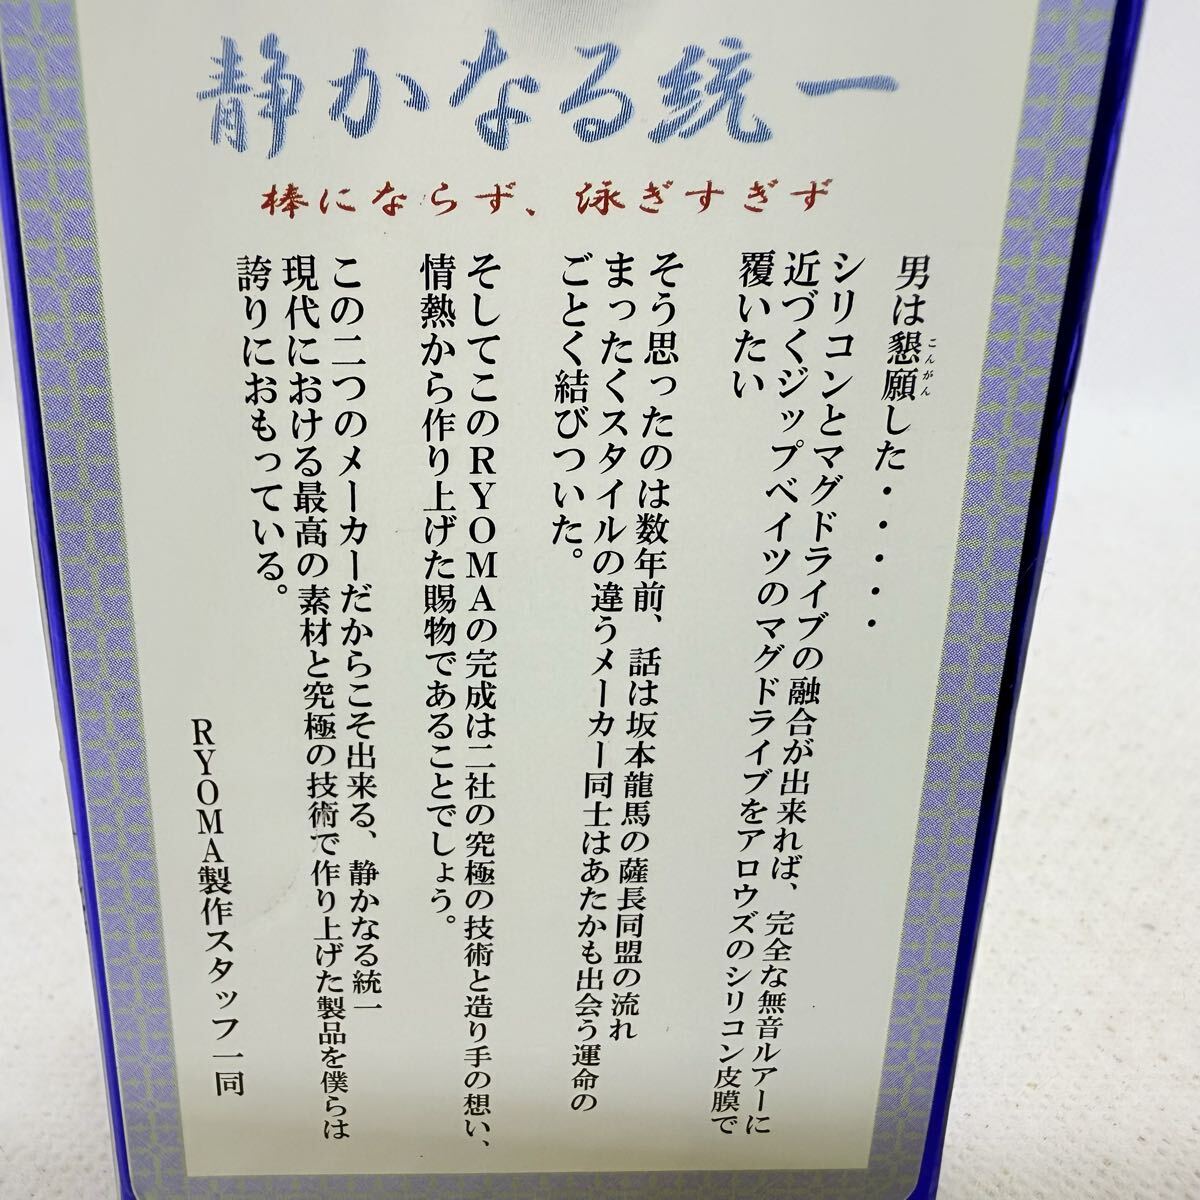 静かなる統一
棒にならず、泳ぎすぎず
男は懇願した・・・・・
こんがん
シリコンとマグドライブの融合が出来れば、完全な無音ルアーに
近づくジップベイツのマグドライブをアロウズのシリコン皮膜で
覆いたい
そう思ったのは数年前、話は坂本龍馬の薩長同盟の流れ
まったくスタイルの違うメーカー同士はあたかも出会う運命の
ごとく結びついた。
そしてこのRYOMAの完成は二社の究極の技術と造り手の想い、
情熱から作り上げた賜物であることでしょう。
この二つのメーカーだからこそ出来る、静かなる統一
現代における最高の素材と究極の技術で作り上げた製品を僕らは
誇りにおもっている。
RYOMA製作スタッフ一同